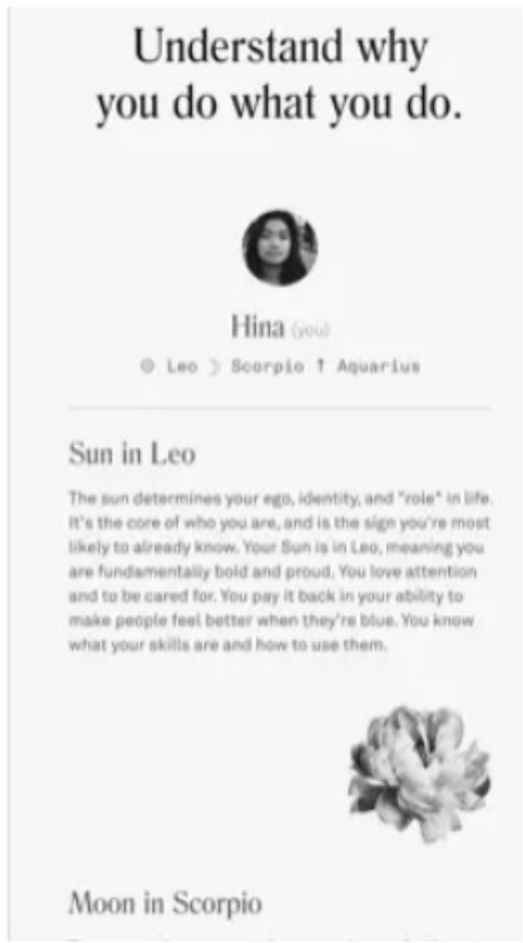 Understand why
you do what you do.
Hina (you)
Leo Scorpio ↑ Aquarius
Sun in Leo
The sun determines your ego, identity, and "role" in life.
It's the core of who you are, and is the sign you're most
likely to already know. Your Sun is in Leo, meaning you
are fundamentally bold and proud. You love attention
and to be cared for. You pay it back in your ability to
make people feel better when they're blue. You know
what your skills are and how to use them.
Moon in Scorpio